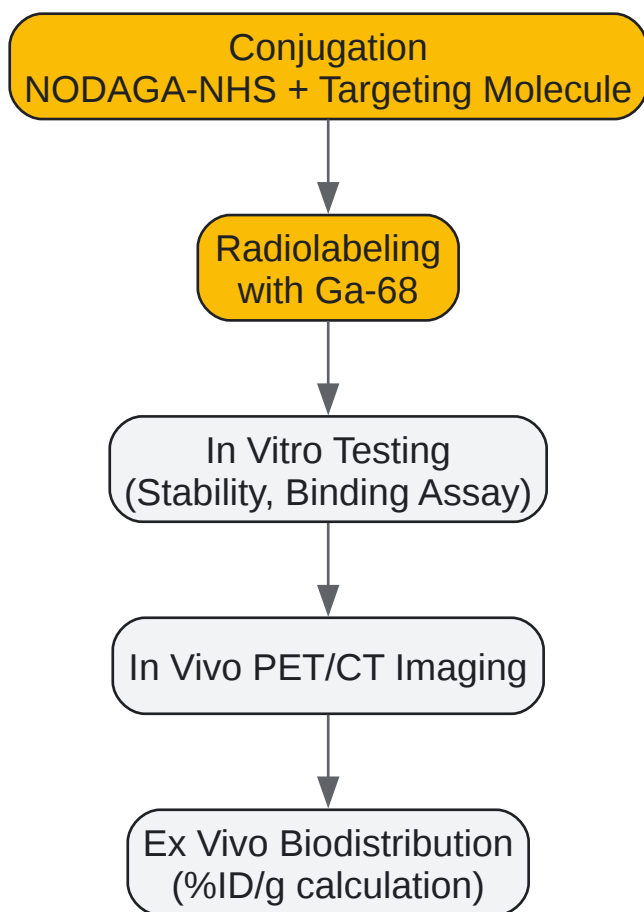 Conjugation
NODAGA-NHS + Targeting Molecule
Radiolabeling
with Ga-68
In Vitro Testing
(Stability, Binding Assay)
In Vivo PET/CT Imaging
Ex Vivo Biodistribution
(%ID/g calculation)